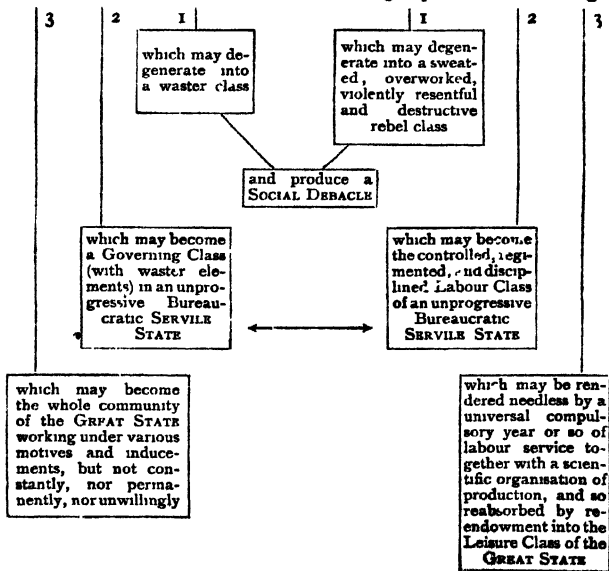 3 2 1 1 2 3
which may de-
generate into
a waster class
which may degen-
erate into a sweat-
ed, overworked,
violently resentful
and destructive
rebel class
and produce a
SOCIAL DEBACLE
which may become
a Governing Class
(with waster ele-
ments) in an unpro-
gressive Bureau-
cratic SERVILE
STATE
which may become
the controlled, regi-
mented, and discip-
lined Labour Class
of an unprogressive
Bureaucratic
SERVILE STATE
which may become
the whole community
of the GREAT STATE
working under various
motives and induce-
ments, but not con-
stantly, nor perma-
nently, nor unwillingly
which may be ren-
dered needless by a
universal compul-
sory year or so of
labour service to-
gether with a scien-
tific organisation of
production, and so
reabsorbed by re-
endowment into the
Leisure Class of the
GREAT STATE